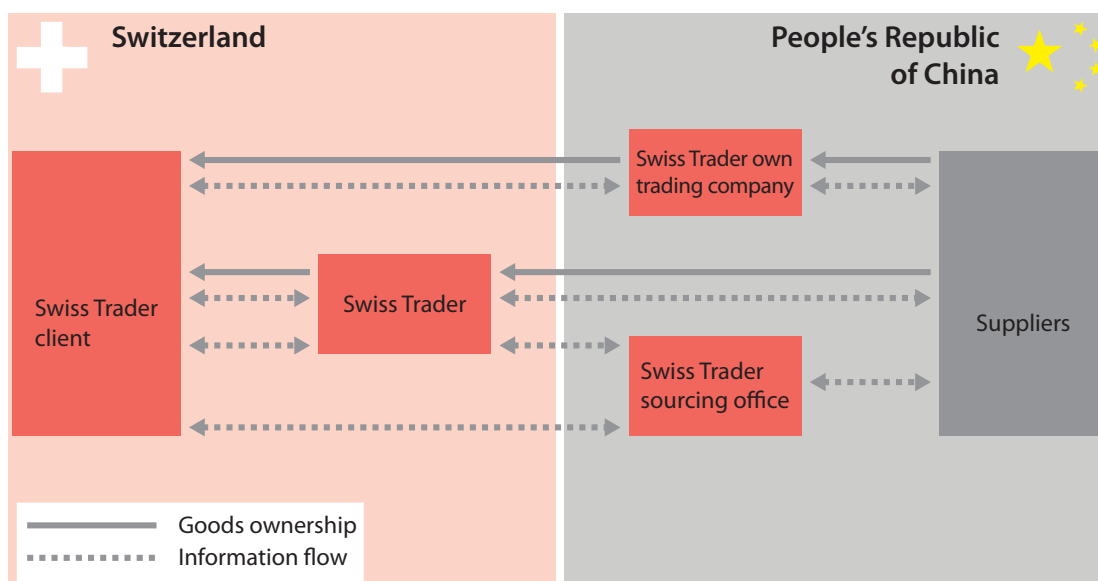 Switzerland
People’s Republic
of China
Swiss Trader own
trading company
Swiss Trader
client
Swiss Trader
Suppliers
Swiss Trader
sourcing office
Goods ownership
Information flow